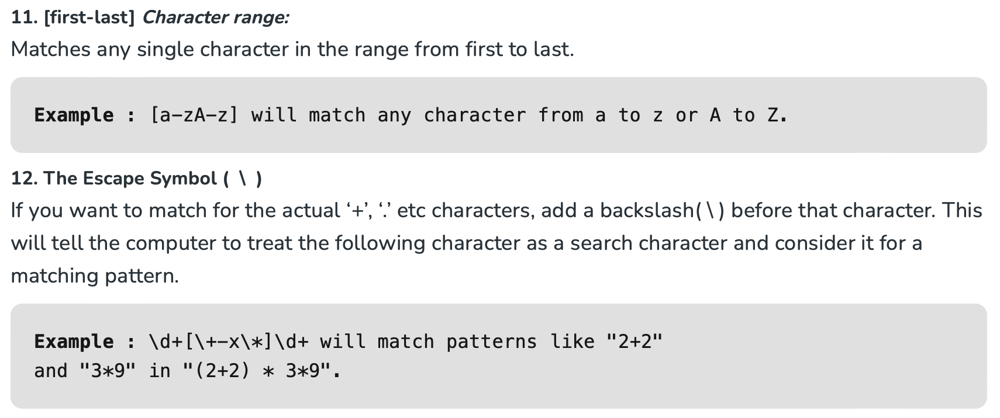 11. [first-last] Character range:
Matches any single character in the range from first to last.
Example : [a-zA-z] will match any character from a to z or A to Z.
12. The Escape Symbol ( \ )
If you want to match for the actual ‘+’, ‘.’ etc characters, add a backslash( \ ) before that character. This
will tell the computer to treat the following character as a search character and consider it for a
matching pattern.
Example : \d+[\+-x\*]\d+ will match patterns like "2+2"
and "3*9" in "(2+2) * 3*9".